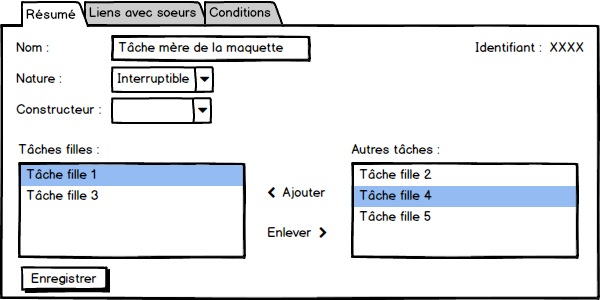 Résumé
Liens avec soeurs
Conditions
Nom :
Tâche mère de la maquette
Identifiant : XXXX
Nature :
Interruptible
Constructeur :
Tâches filles :
Tâche fille 1
Tâche fille 3
< Ajouter
Enlever >
Autres tâches :
Tâche fille 2
Tâche fille 4
Tâche fille 5
Enregistrer